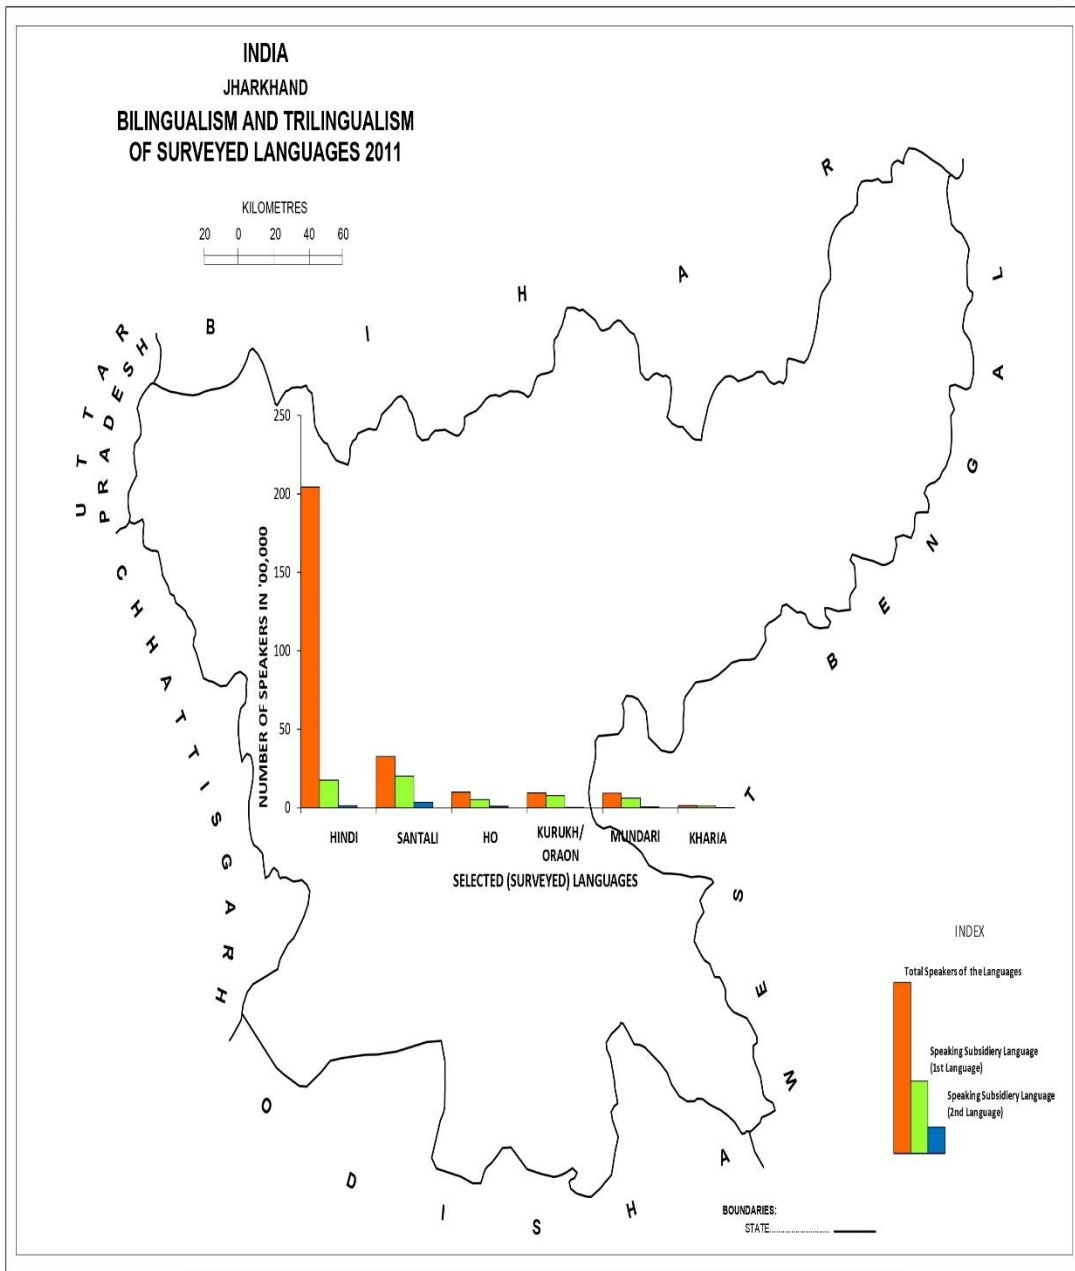 INDIA
JHARKHAND
BILINGUALISM AND TRILINGUALISM
OF SURVEYED LANGUAGES 2011
KILOMETRES
20 0 20 40 60
BIHAR
UTTAR
PRADESH
CHHATTISGARH
WEST BENGAL
ODISHA
NUMBER OF SPEAKERS IN '00,000
250
200
150
100
50
0
HINDI SANTALI HO KURUKH/ MUNDARI KHARIA
ORAON
SELECTED (SURVEYED) LANGUAGES
INDEX
Total Speakers of the Languages
Speaking Subsidiery Language
(1st Language)
Speaking Subsidiery Language
(2nd Language)
BOUNDARIES:
STATE..............................